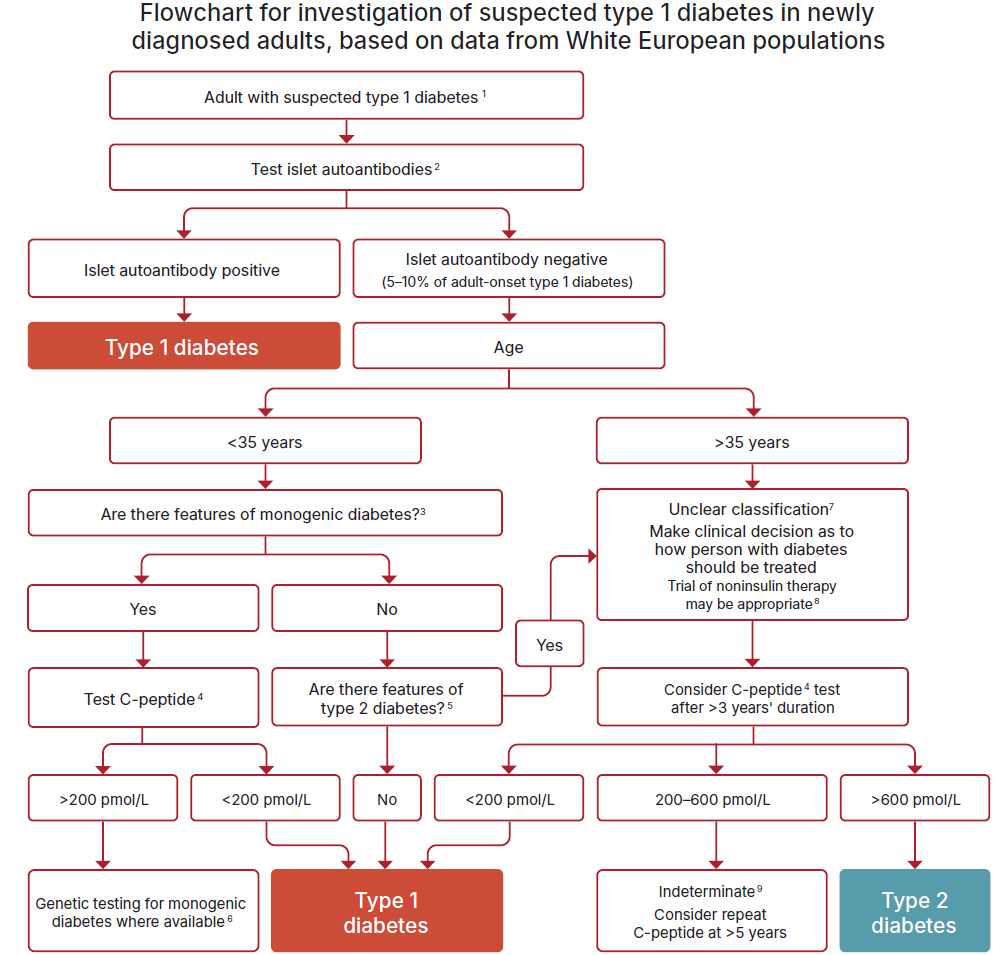 Flowchart for investigation of suspected type 1 diabetes in newly
diagnosed adults, based on data from White European populations
Adult with suspected type 1 diabetes ¹
Test islet autoantibodies ²
Islet autoantibody positive
Islet autoantibody negative
(5–10% of adult-onset type 1 diabetes)
Type 1 diabetes
Age
<35 years
>35 years
Are there features of monogenic diabetes?³
Unclear classification⁷
Make clinical decision as to
how person with diabetes
should be treated
Trial of noninsulin therapy
may be appropriate⁸
Yes
No
Yes
Test C-peptide ⁴
Are there features of
type 2 diabetes? ⁵
Consider C-peptide ⁴ test
after >3 years' duration
>200 pmol/L
<200 pmol/L
No
<200 pmol/L
200–600 pmol/L
>600 pmol/L
Genetic testing for monogenic
diabetes where available ⁶
Type 1
diabetes
Indeterminate ⁹
Consider repeat
C-peptide at >5 years
Type 2
diabetes